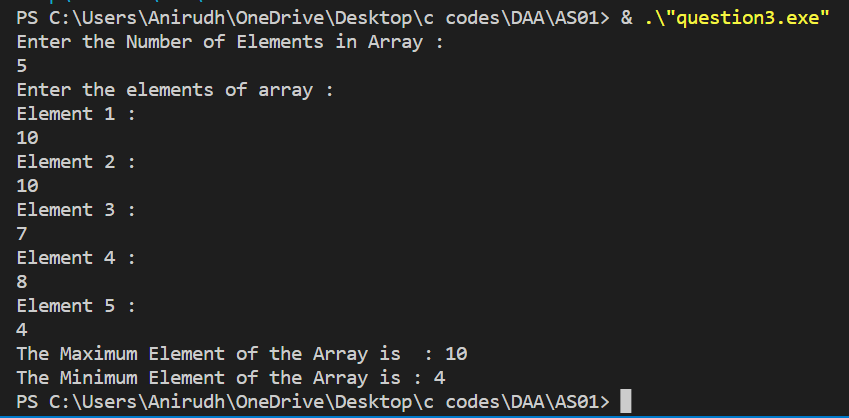 PS C:\Users\Anirudh\OneDrive\Desktop\c codes\DAA\AS01> & .\"question3.exe"
Enter the Number of Elements in Array :
5
Enter the elements of array :
Element 1 :
10
Element 2 :
10
Element 3 :
7
Element 4 :
8
Element 5 :
4
The Maximum Element of the Array is  : 10
The Minimum Element of the Array is : 4
PS C:\Users\Anirudh\OneDrive\Desktop\c codes\DAA\AS01>